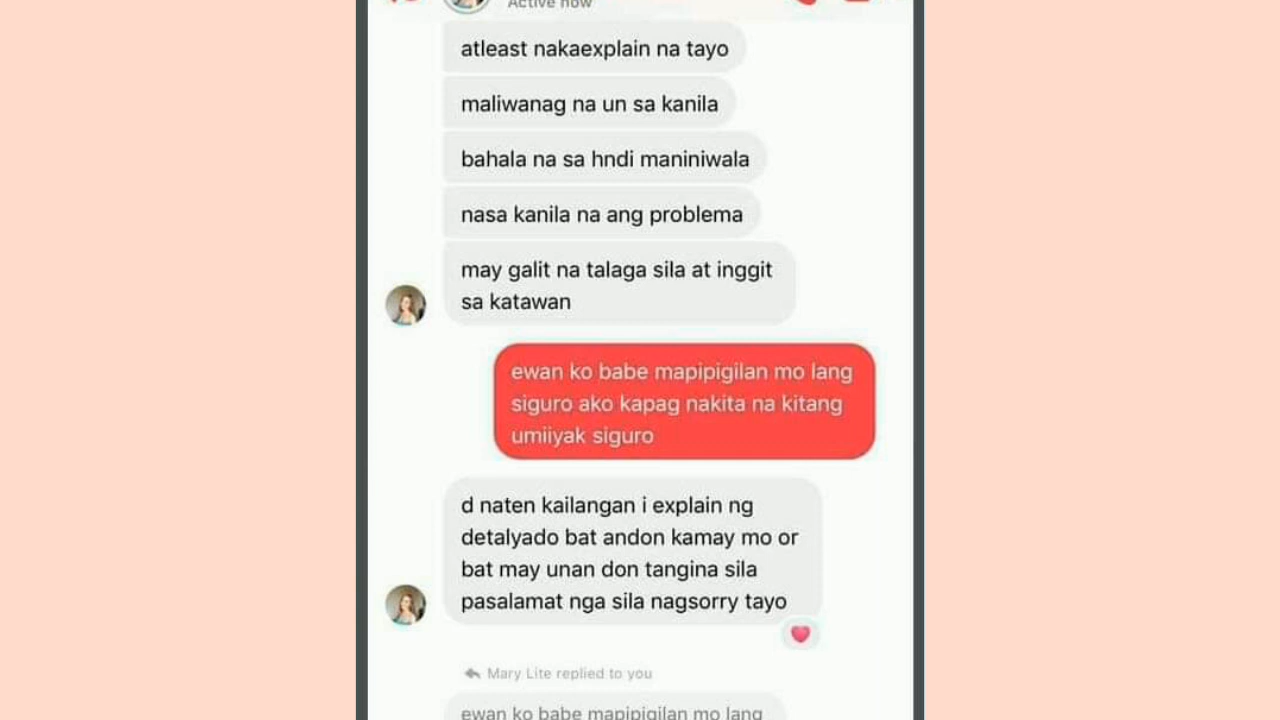 Active now
atleast nakaexplain na tayo
maliwanag na un sa kanila
bahala na sa hndi maniniwala
nasa kanila na ang problema
may galit na talaga sila at inggit
sa katawan
ewan ko babe mapipigilan mo lang
siguro ako kapag nakita na kitang
umiiyak siguro
d naten kailangan i explain ng
detalyado bat andon kamay mo or
bat may unan don tangina sila
pasalamat nga sila nagsorry tayo
Mary Lite replied to you
ewan ko babe mapipigilan mo lang